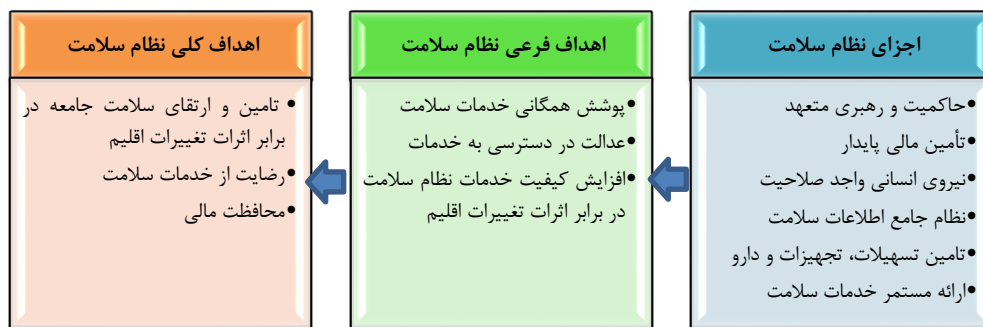 اجزای نظام سلامت
•حاکمیت و رهبری متعهد
•تأمین مالی پایدار
•نیروی انسانی واجد صلاحیت
•نظام جامع اطلاعات سلامت
•تامین تسهیلات، تجهیزات و دارو
•ارائه مستمر خدمات سلامت
اهداف فرعی نظام سلامت
•پوشش همگانی خدمات سلامت
•عدالت در دسترسی به خدمات
•افزایش کیفیت خدمات نظام سلامت
در برابر اثرات تغییرات اقلیم
اهداف کلی نظام سلامت
• تامین و ارتقای سلامت جامعه در
برابر اثرات تغییرات اقلیم
•رضایت از خدمات سلامت
•محافظت مالی